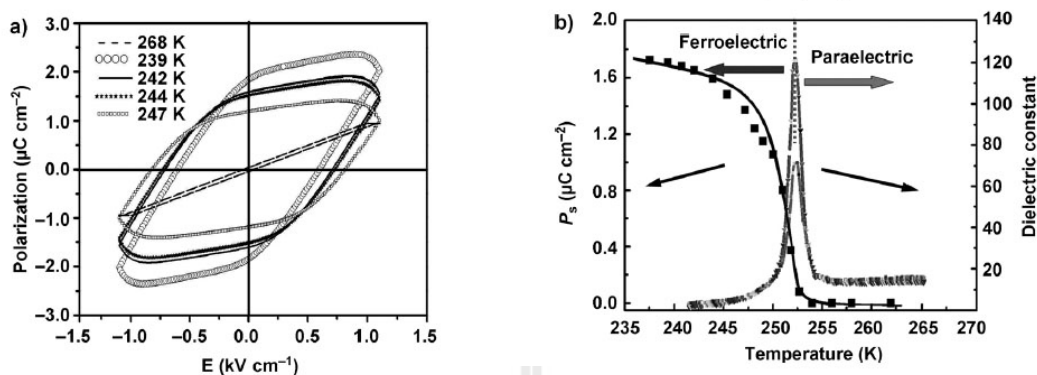 a)
268 K
239 K
242 K
244 K
247 K
Polarization (μC cm⁻²)
3.0
2.0
1.0
0.0
−1.0
−2.0
−3.0
−1.5
−1.0
−0.5
0.0
0.5
1.0
1.5
E (kV cm⁻¹)
b)
Ferroelectric
Paraelectric
Pₛ (μC cm⁻²)
2.0
1.6
1.2
0.8
0.4
0.0
140
120
100
80
60
40
20
Dielectric constant
235
240
245
250
255
260
265
270
Temperature (K)